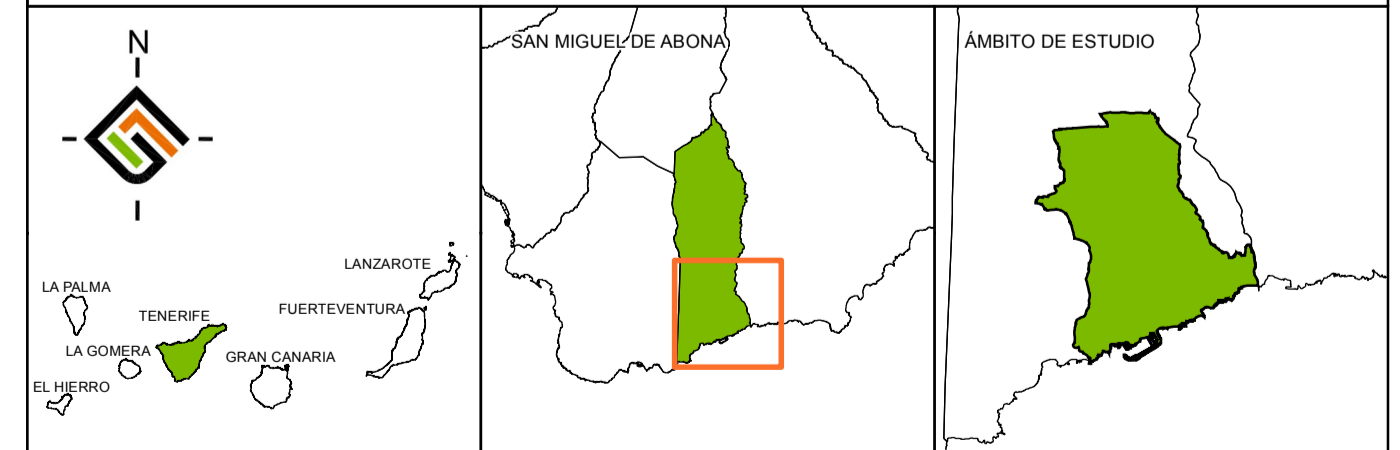 N
LANZAROTE
LA PALMA
FUERTEVENTURA
TENERIFE
LA GOMERA
GRAN CANARIA
EL HIERRO
SAN MIGUEL DE ABONA
ÁMBITO DE ESTUDIO